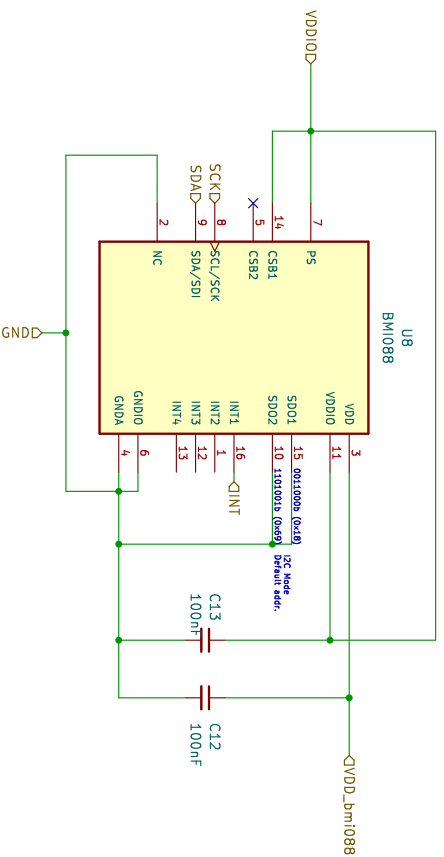 VDDIO
SCK
SDA
7
14
5
8
9
2
PS
CSB1
CSB2
SCL/SCK
SDA/SDI
NC
U8
BMI088
GND
VDD
VDDIO
SDO1
SDO2
INT1
INT2
INT3
INT4
GNDIO
GNDA
3
11
15
10
16
1
12
13
6
4
0011000b (0x18)
1101001b (0x69)
INT
I2C Mode
Default addr.
C13
100nF
C12
100nF
VDD_bmi088